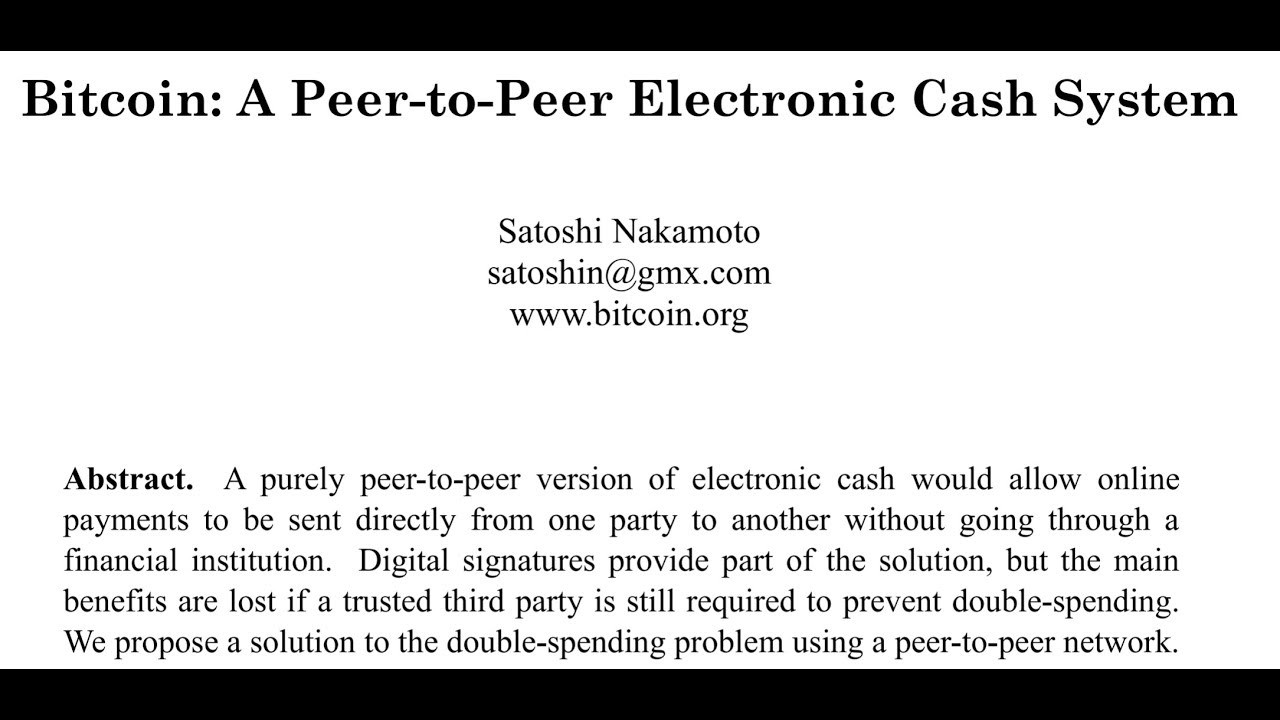 Bitcoin: A Peer-to-Peer Electronic Cash System
Satoshi Nakamoto
satoshin@gmx.com
www.bitcoin.org
Abstract. A purely peer-to-peer version of electronic cash would allow online
payments to be sent directly from one party to another without going through a
financial institution. Digital signatures provide part of the solution, but the main
benefits are lost if a trusted third party is still required to prevent double-spending.
We propose a solution to the double-spending problem using a peer-to-peer network.